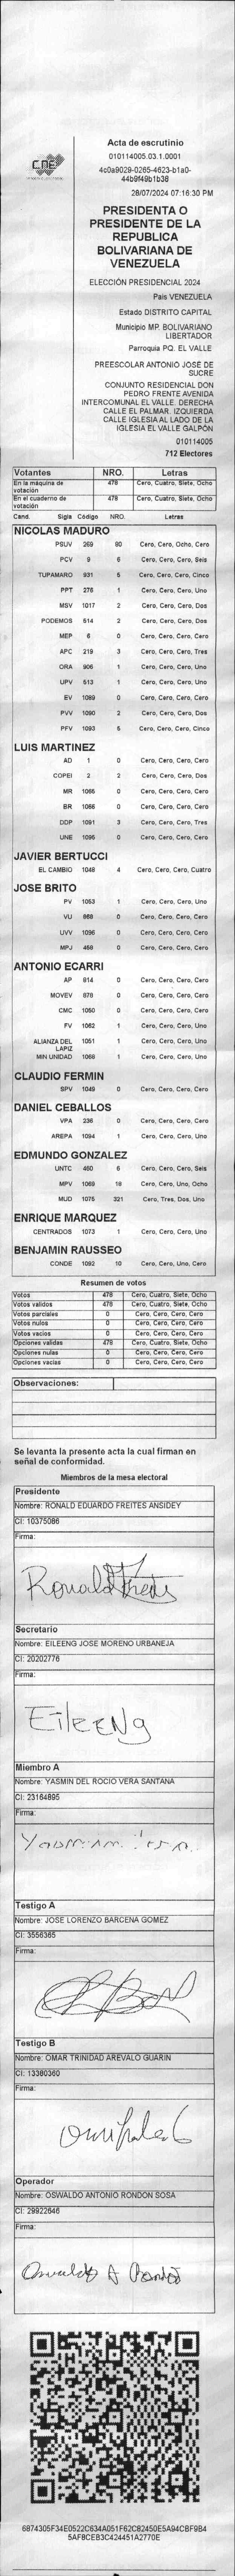 CNE
Acta de escrutinio
010114005.03.1.0001
4c0a9029-0265-4623-b1a0-
44b9f49b1b38
28/07/2024 07:16:30 PM
PRESIDENTA O
PRESIDENTE DE LA
REPUBLICA
BOLIVARIANA DE
VENEZUELA
ELECCIÓN PRESIDENCIAL 2024
Pais VENEZUELA
Estado DISTRITO CAPITAL
Municipio MP. BOLIVARIANO
LIBERTADOR
Parroquia PQ. EL VALLE
PREESCOLAR ANTONIO JOSÉ DE
SUCRE
CONJUNTO RESIDENCIAL DON
PEDRO FRENTE AVENIDA
INTERCOMUNAL EL VALLE. DERECHA
CALLE EL PALMAR. IZQUIERDA
CALLE IGLESIA AL LADO DE LA
IGLESIA EL VALLE GALPÓN
010114005
712 Electores
Votantes NRO. Letras
En la máquina de votación 478 Cero, Cuatro, Siete, Ocho
En el cuaderno de votación 478 Cero, Cuatro, Siete, Ocho
Cand. Sigla Código NRO. Letras
NICOLAS MADURO
PSUV 269 80 Cero, Cero, Ocho, Cero
PCV 9 6 Cero, Cero, Cero, Seis
TUPAMARO 931 5 Cero, Cero, Cero, Cinco
PPT 276 1 Cero, Cero, Cero, Uno
MSV 1017 2 Cero, Cero, Cero, Dos
PODEMOS 514 2 Cero, Cero, Cero, Dos
MEP 6 0 Cero, Cero, Cero, Cero
APC 219 3 Cero, Cero, Cero, Tres
ORA 906 1 Cero, Cero, Cero, Uno
UPV 513 1 Cero, Cero, Cero, Uno
EV 1089 0 Cero, Cero, Cero, Cero
PVV 1090 2 Cero, Cero, Cero, Dos
PFV 1093 5 Cero, Cero, Cero, Cinco
LUIS MARTINEZ
AD 1 0 Cero, Cero, Cero, Cero
COPEI 2 2 Cero, Cero, Cero, Dos
MR 1065 0 Cero, Cero, Cero, Cero
BR 1066 0 Cero, Cero, Cero, Cero
DDP 1091 3 Cero, Cero, Cero, Tres
UNE 1095 0 Cero, Cero, Cero, Cero
JAVIER BERTUCCI
EL CAMBIO 1048 4 Cero, Cero, Cero, Cuatro
JOSE BRITO
PV 1053 1 Cero, Cero, Cero, Uno
VU 868 0 Cero, Cero, Cero, Cero
UVV 1096 0 Cero, Cero, Cero, Cero
MPJ 458 0 Cero, Cero, Cero, Cero
ANTONIO ECARRI
AP 814 0 Cero, Cero, Cero, Cero
MOVEV 878 0 Cero, Cero, Cero, Cero
CMC 1050 0 Cero, Cero, Cero, Cero
FV 1062 1 Cero, Cero, Cero, Uno
ALIANZA DEL LAPIZ 1051 1 Cero, Cero, Cero, Uno
MIN UNIDAD 1068 1 Cero, Cero, Cero, Uno
CLAUDIO FERMIN
SPV 1049 0 Cero, Cero, Cero, Cero
DANIEL CEBALLOS
VPA 236 0 Cero, Cero, Cero, Cero
AREPA 1094 1 Cero, Cero, Cero, Uno
EDMUNDO GONZALEZ
UNTC 460 6 Cero, Cero, Cero, Seis
MPV 1069 18 Cero, Cero, Uno, Ocho
MUD 1075 321 Cero, Tres, Dos, Uno
ENRIQUE MARQUEZ
CENTRADOS 1073 1 Cero, Cero, Cero, Uno
BENJAMIN RAUSSEO
CONDE 1092 10 Cero, Cero, Uno, Cero
Resumen de votos
Votos 478 Cero, Cuatro, Siete, Ocho
Votos validos 478 Cero, Cuatro, Siete, Ocho
Votos parciales 0 Cero, Cero, Cero, Cero
Votos nulos 0 Cero, Cero, Cero, Cero
Votos vacios 0 Cero, Cero, Cero, Cero
Opciones validas 478 Cero, Cuatro, Siete, Ocho
Opciones nulas 0 Cero, Cero, Cero, Cero
Opciones vacias 0 Cero, Cero, Cero, Cero
Observaciones:
Se levanta la presente acta la cual firman en
señal de conformidad.
Miembros de la mesa electoral
Presidente
Nombre: RONALD EDUARDO FREITES ANSIDEY
CI: 10375086
Firma:
Ronald Freites
Secretario
Nombre: EILEENG JOSE MORENO URBANEJA
CI: 20202776
Firma:
EileeNg
Miembro A
Nombre: YASMIN DEL ROCIO VERA SANTANA
CI: 23164895
Firma:
Testigo A
Nombre: JOSE LORENZO BARCENA GOMEZ
CI: 3556365
Firma:
Testigo B
Nombre: OMAR TRINIDAD AREVALO GUARIN
CI: 13380360
Firma:
Operador
Nombre: OSWALDO ANTONIO RONDON SOSA
CI: 29922646
Firma:
Oswaldo A Rondon
6874305F34E0522C634A051F62C82450E5A94CBF9B4
5AF8CEB3C424451A2770E